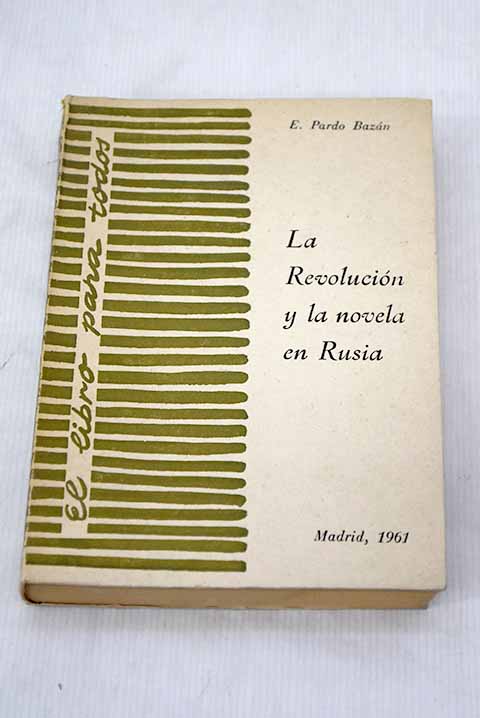 E. Pardo Bazán
La
Revolución
y la novela
en Rusia
Madrid, 1961
El libro para todos